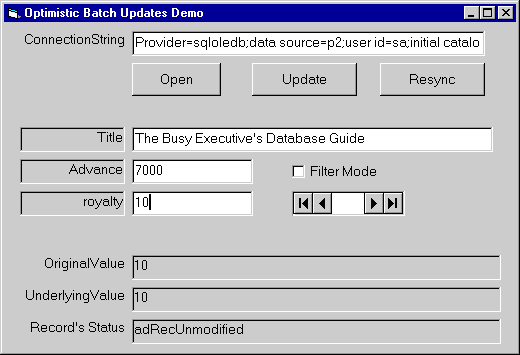 Optimistic Batch Updates Demo
ConnectionString Provider=sqloledb;data source=p2;user id=sa;initial catalo
Open Update Resync
Title The Busy Executive's Database Guide
Advance 7000 Filter Mode
royalty 10
OriginalValue 10
UnderlyingValue 10
Record's Status adRecUnmodified